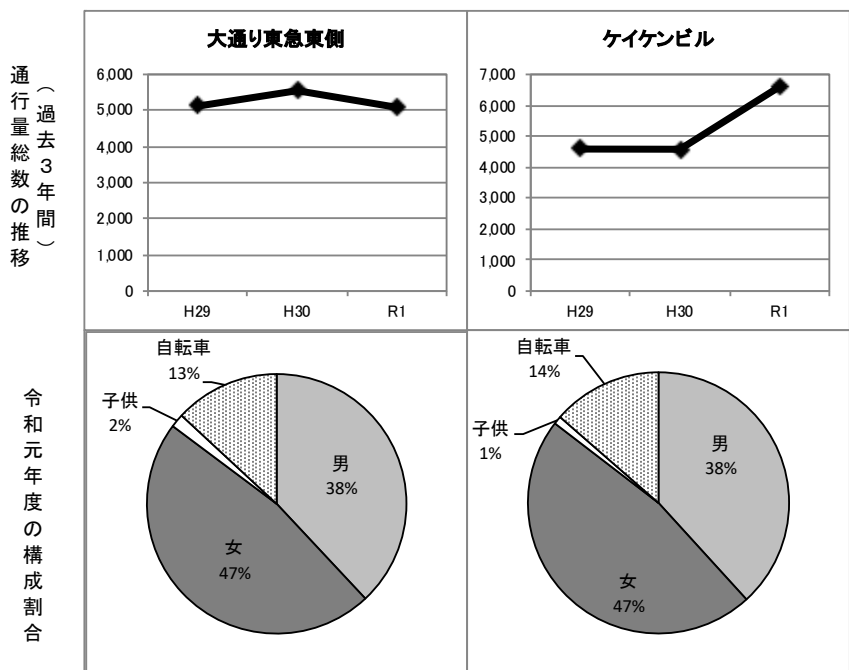 通行量総数の推移
（過去３年間）
大通り東急東側
6,000
5,000
4,000
3,000
2,000
1,000
0
H29 H30 R1
ケイケンビル
7,000
6,000
5,000
4,000
3,000
2,000
1,000
0
H29 H30 R1
令和元年度の構成割合
自転車
13%
子供
2%
男
38%
女
47%
自転車
14%
子供
1%
男
38%
女
47%